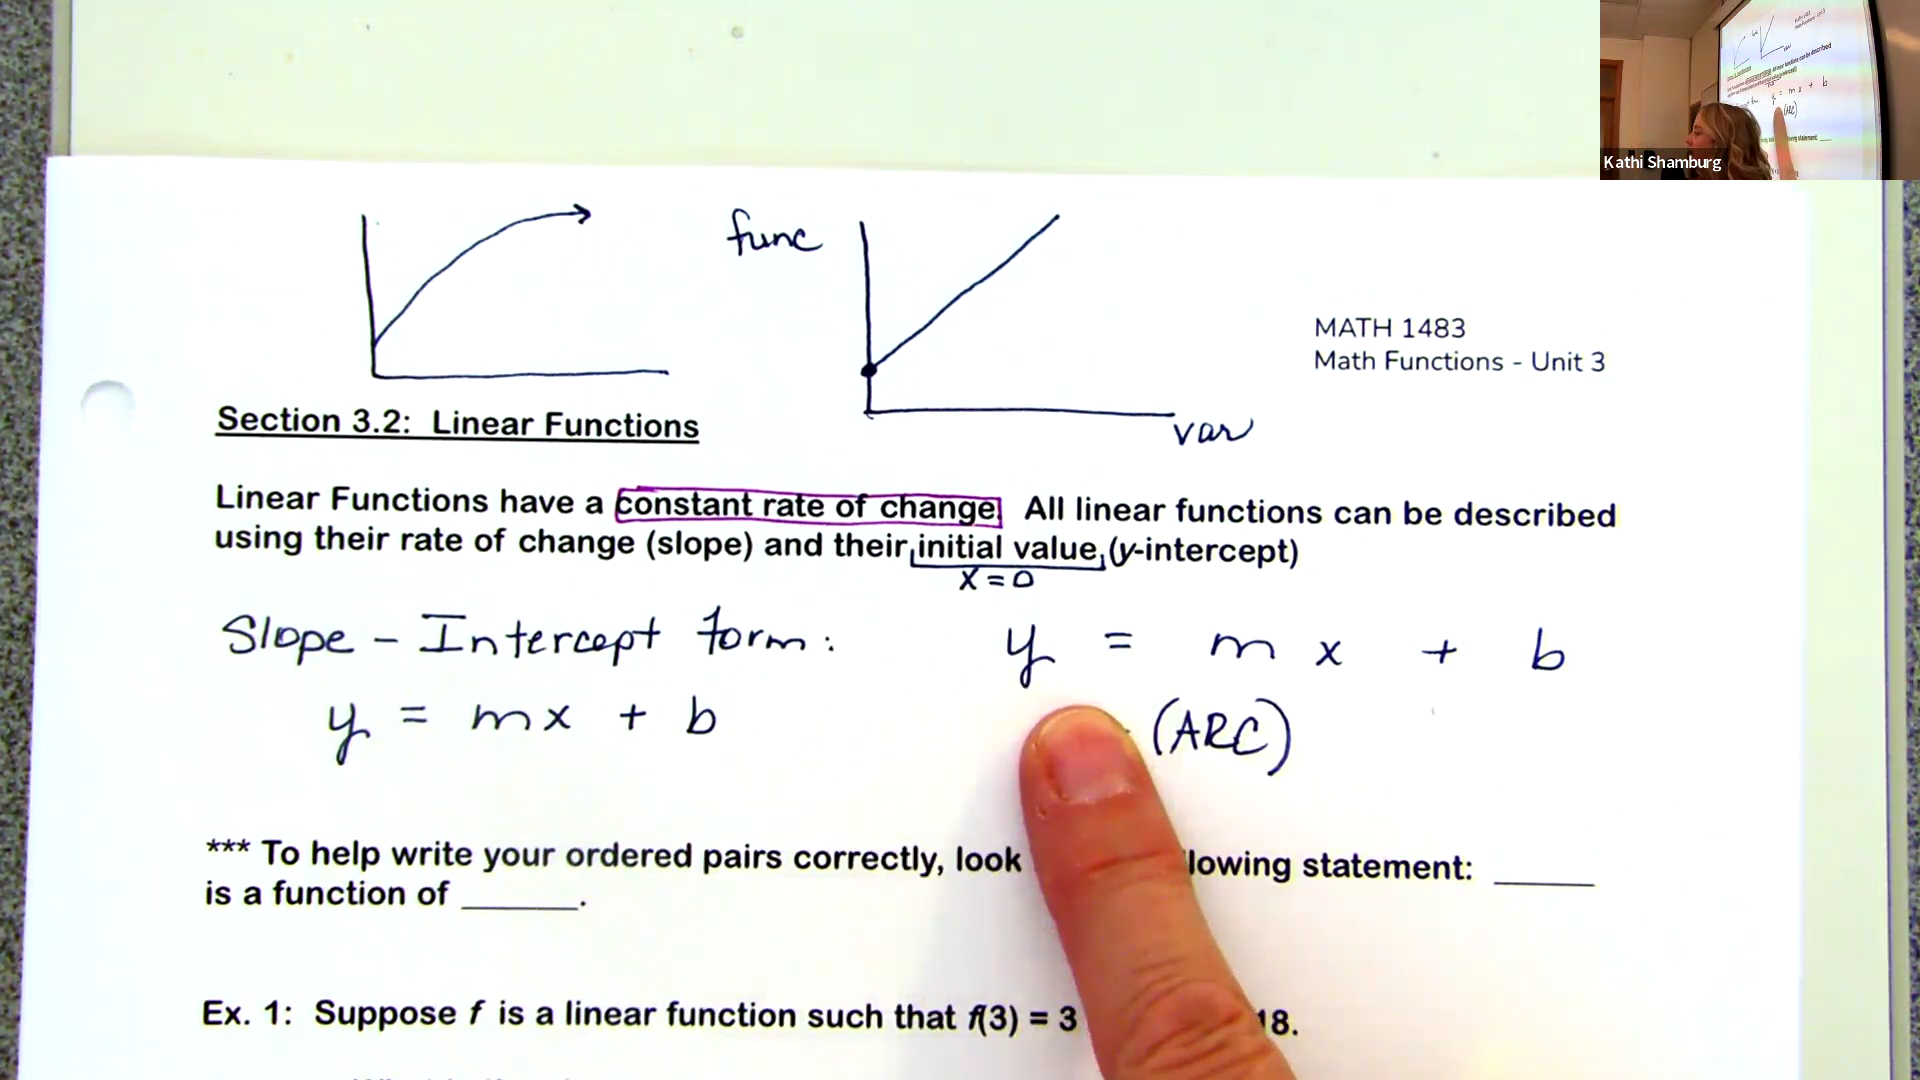 Kathi Shamburg
func
MATH 1483
Math Functions - Unit 3
var
Section 3.2: Linear Functions
Linear Functions have a constant rate of change. All linear functions can be described
using their rate of change (slope) and their initial value (y-intercept)
x = 0
Slope - Intercept form:
y = mx + b
y = m x + b
(ARC)
*** To help write your ordered pairs correctly, look lowing statement: ______
is a function of _______.
Ex. 1: Suppose f is a linear function such that f(3) = 3 18.